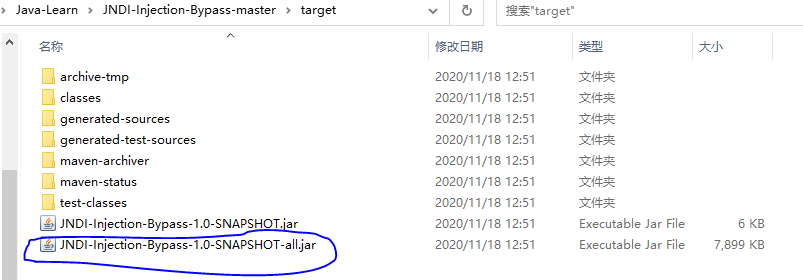 Java-Learn > JNDI-Injection-Bypass-master > target 搜索"target"
名称 修改日期 类型 大小
archive-tmp 2020/11/18 12:51 文件夹
classes 2020/11/18 12:51 文件夹
generated-sources 2020/11/18 12:51 文件夹
generated-test-sources 2020/11/18 12:51 文件夹
maven-archiver 2020/11/18 12:51 文件夹
maven-status 2020/11/18 12:51 文件夹
test-classes 2020/11/18 12:51 文件夹
JNDI-Injection-Bypass-1.0-SNAPSHOT.jar 2020/11/18 12:51 Executable Jar File 6 KB
JNDI-Injection-Bypass-1.0-SNAPSHOT-all.jar 2020/11/18 12:51 Executable Jar File 7,899 KB